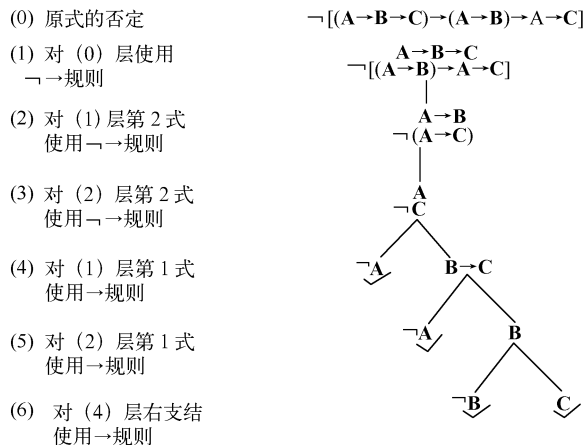 (0) 原式的否定 ¬[(A→B→C)→(A→B)→A→C]
(1) 对（0）层使用 A→B→C
¬→规则 ¬[(A→B)→A→C]
(2) 对（1）层第 2 式 A→B
使用¬→规则 ¬(A→C)
(3) 对（2）层第 2 式 A
使用¬→规则 ¬C
(4) 对（1）层第 1 式 ¬A B→C
使用→规则
(5) 对（2）层第 1 式 ¬A B
使用→规则
(6) 对（4）层右支结 ¬B C
使用→规则